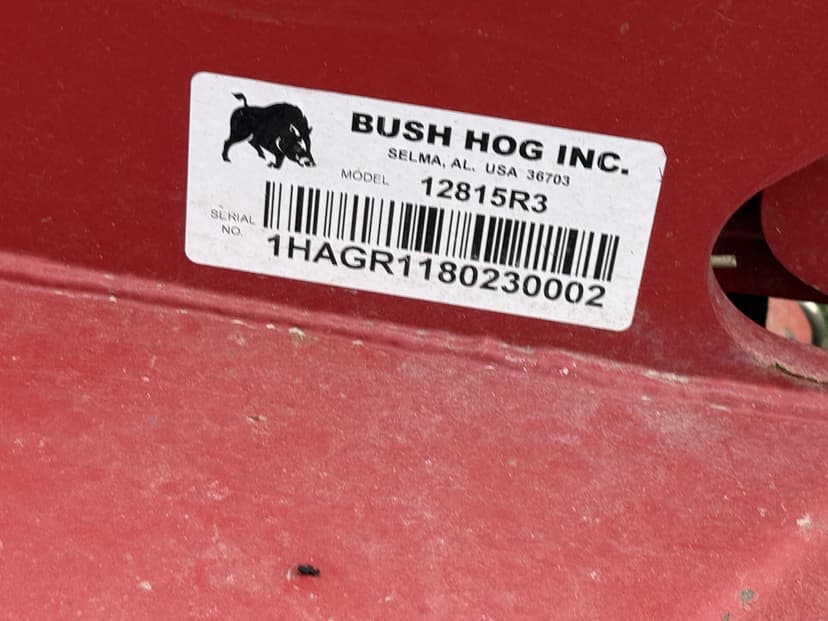 BUSH HOG INC.
SELMA, AL. USA 36703
MODEL 12815R3
SERIAL NO. 1HAGR1180230002